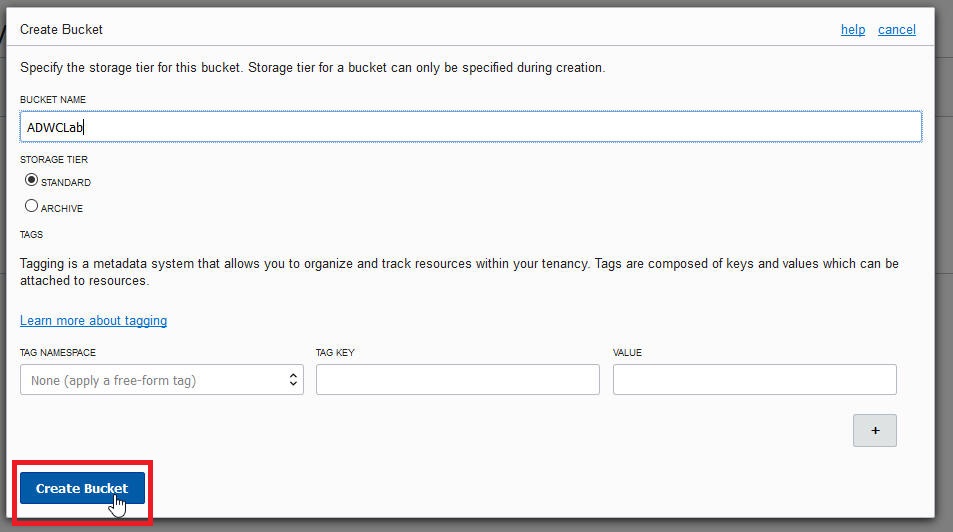 Create Bucket
help cancel
Specify the storage tier for this bucket. Storage tier for a bucket can only be specified during creation.
BUCKET NAME
ADWCLab
STORAGE TIER
STANDARD
ARCHIVE
TAGS
Tagging is a metadata system that allows you to organize and track resources within your tenancy. Tags are composed of keys and values which can be
attached to resources.
Learn more about tagging
TAG NAMESPACE TAG KEY VALUE
None (apply a free-form tag)
+
Create Bucket